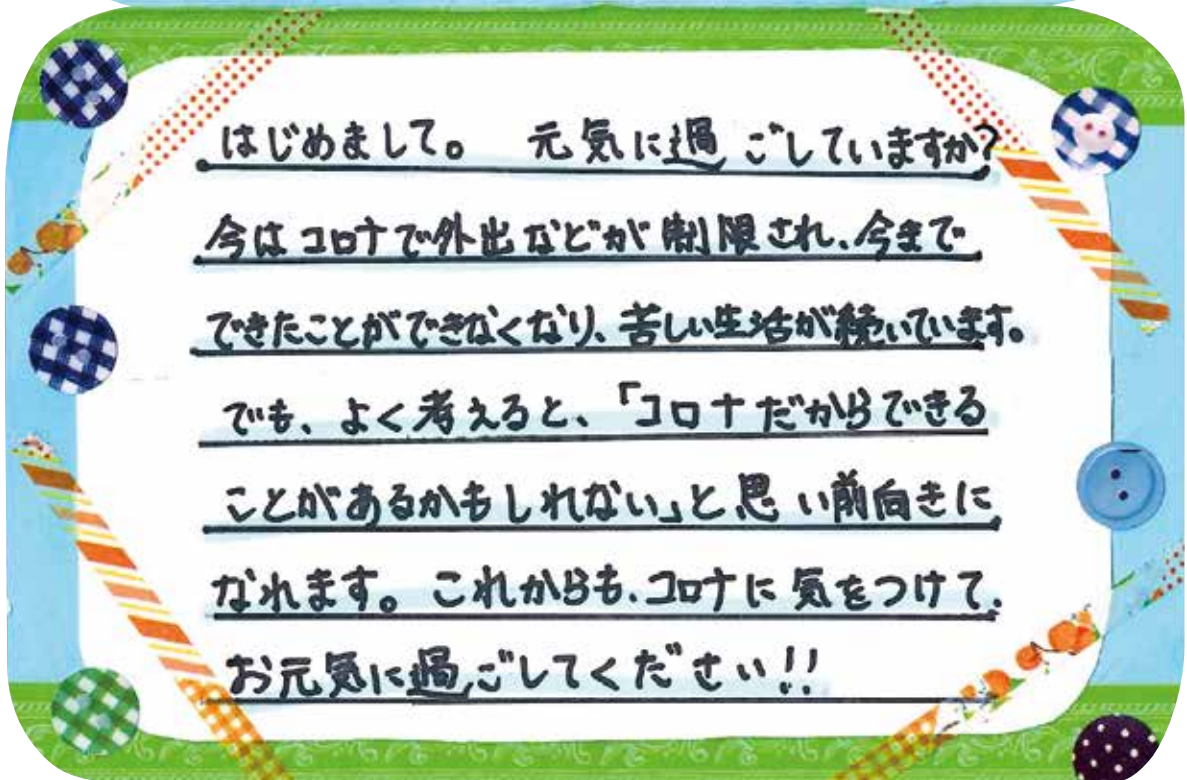 はじめまして。　元気に過ごしていますか?
今はコロナで外出などが制限され、今まで
できたことができなくなり、苦しい生活が続いています。
でも、よく考えると、「コロナだからできる
ことがあるかもしれない」と思い前向きに
なれます。これからも、コロナに気をつけて、
お元気に過ごしてください!!